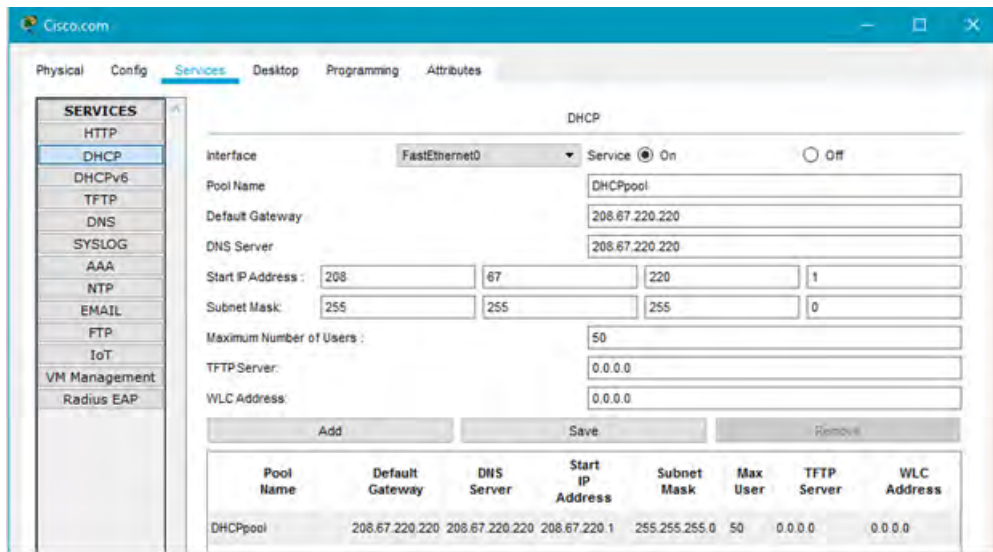 Cisco.com
Physical Config Services Desktop Programming Attributes
SERVICES
HTTP
DHCP
DHCPv6
TFTP
DNS
SYSLOG
AAA
NTP
EMAIL
FTP
IoT
VM Management
Radius EAP
DHCP
Interface FastEthernet0 Service On Off
Pool Name DHCPpool
Default Gateway 208.67.220.220
DNS Server 208.67.220.220
Start IP Address : 208 67 220 1
Subnet Mask: 255 255 255 0
Maximum Number of Users : 50
TFTP Server: 0.0.0.0
WLC Address: 0.0.0.0
Add Save Remove
Pool Name Default Gateway DNS Server Start IP Address Subnet Mask Max User TFTP Server WLC Address
DHCPpool 208.67.220.220 208.67.220.220 208.67.220.1 255.255.255.0 50 0.0.0.0 0.0.0.0